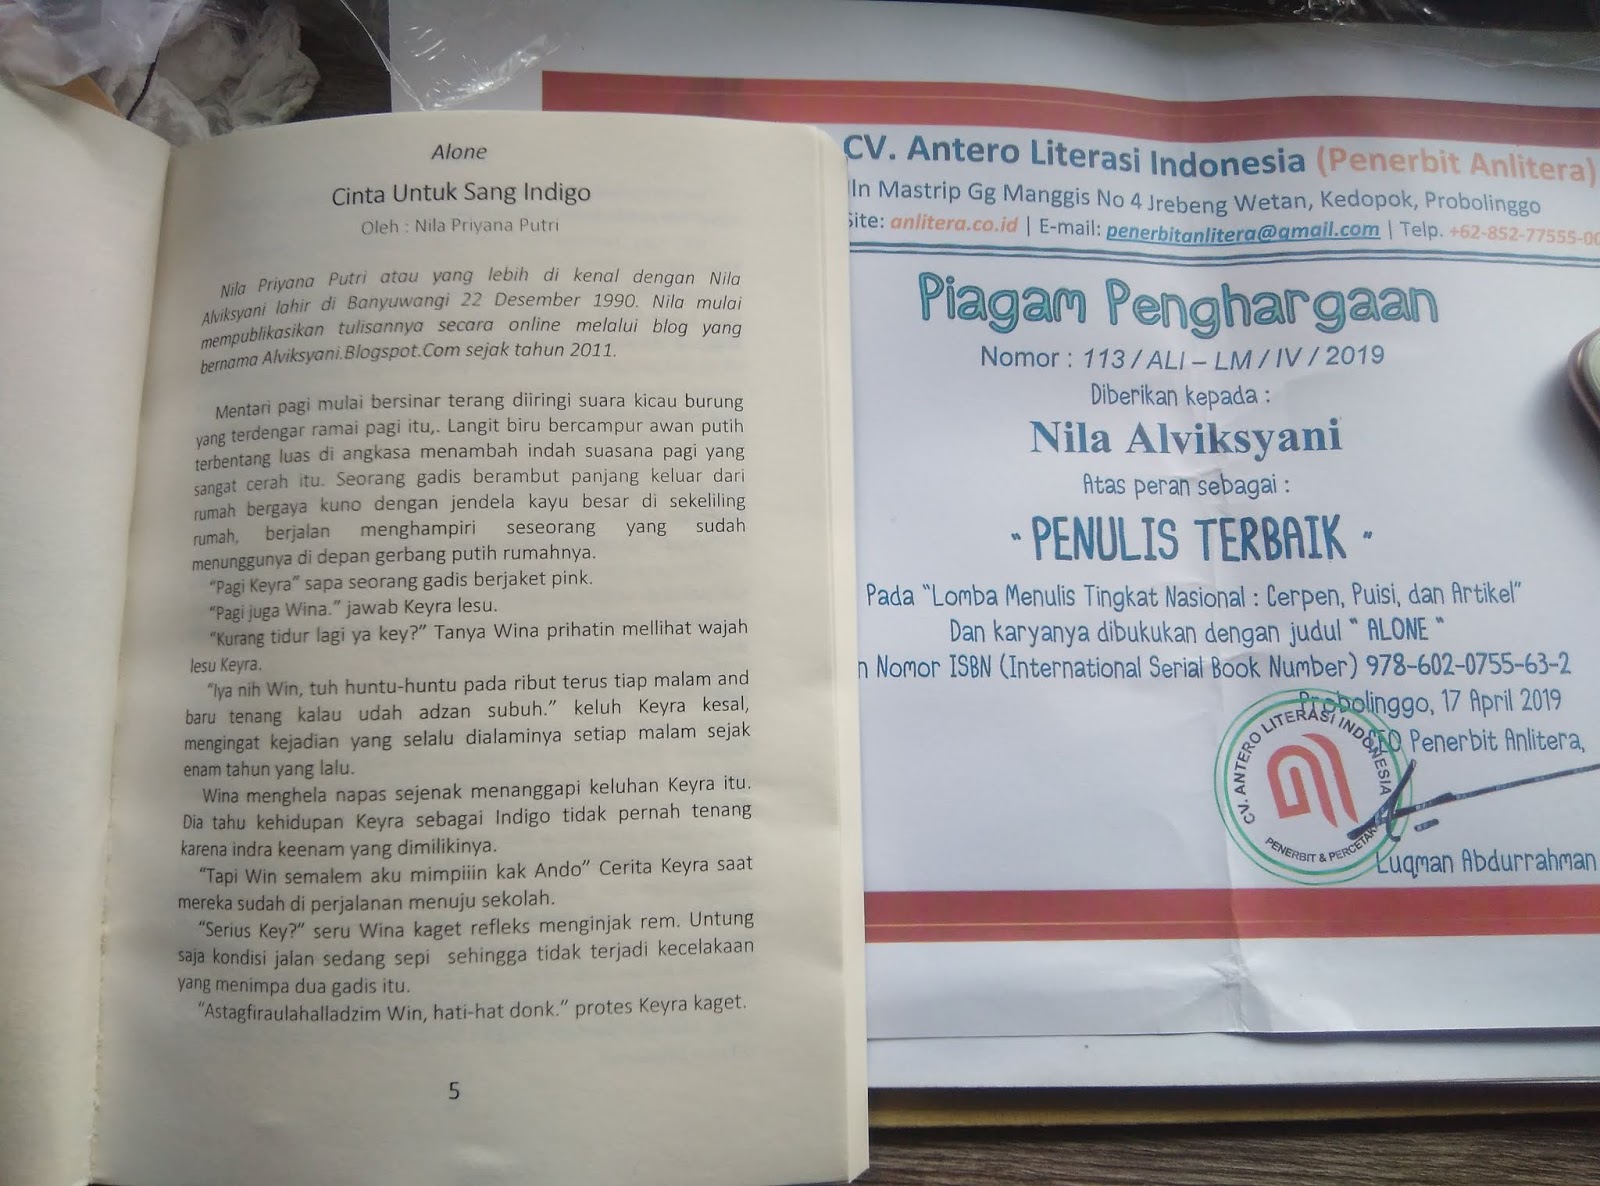 Alone
Cinta Untuk Sang Indigo
Oleh : Nila Priyana Putri
Nila Priyana Putri atau yang lebih di kenal dengan Nila
Alviksyani lahir di Banyuwangi 22 Desember 1990. Nila mulai
mempublikasikan tulisannya secara online melalui blog yang
bernama Alviksyani.Blogspot.Com sejak tahun 2011.
Mentari pagi mulai bersinar terang diiringi suara kicau burung
yang terdengar ramai pagi itu,. Langit biru bercampur awan putih
terbentang luas di angkasa menambah indah suasana pagi yang
sangat cerah itu. Seorang gadis berambut panjang keluar dari
rumah bergaya kuno dengan jendela kayu besar di sekeliling
rumah, berjalan menghampiri seseorang yang sudah
menunggunya di depan gerbang putih rumahnya.
"Pagi Keyra" sapa seorang gadis berjaket pink.
"Pagi juga Wina." jawab Keyra lesu.
"Kurang tidur lagi ya key?" Tanya Wina prihatin mellihat wajah
lesu Keyra.
"Iya nih Win, tuh huntu-huntu pada ribut terus tiap malam and
baru tenang kalau udah adzan subuh." keluh Keyra kesal,
mengingat kejadian yang selalu dialaminya setiap malam sejak
enam tahun yang lalu.
Wina menghela napas sejenak menanggapi keluhan Keyra itu.
Dia tahu kehidupan Keyra sebagai Indigo tidak pernah tenang
karena indra keenam yang dimilikinya.
"Tapi Win semalem aku mimpiiin kak Ando" Cerita Keyra saat
mereka sudah di perjalanan menuju sekolah.
"Serius Key?" seru Wina kaget refleks menginjak rem. Untung
saja kondisi jalan sedang sepi sehingga tidak terjadi kecelakaan
yang menimpa dua gadis itu.
"Astagfiraulahalladzim Win, hati-hat donk." protes Keyra kaget.
5
CV. Antero Literasi Indonesia (Penerbit Anlitera)
Jln Mastrip Gg Manggis No 4 Jrebeng Wetan, Kedopok, Probolinggo
Site: anlitera.co.id | E-mail: penerbitanlitera@gmail.com | Telp. +62-852-77555-00
Piagam Penghargaan
Nomor : 113 / ALI – LM / IV / 2019
Diberikan kepada :
Nila Alviksyani
Atas peran sebagai :
" PENULIS TERBAIK "
Pada "Lomba Menulis Tingkat Nasional : Cerpen, Puisi, dan Artikel"
Dan karyanya dibukukan dengan judul " ALONE "
n Nomor ISBN (International Serial Book Number) 978-602-0755-63-2
Probolinggo, 17 April 2019
CEO Penerbit Anlitera,
CV. ANTERO LITERASI INDONESIA
PENERBIT & PERCETAK
Luqman Abdurrahman